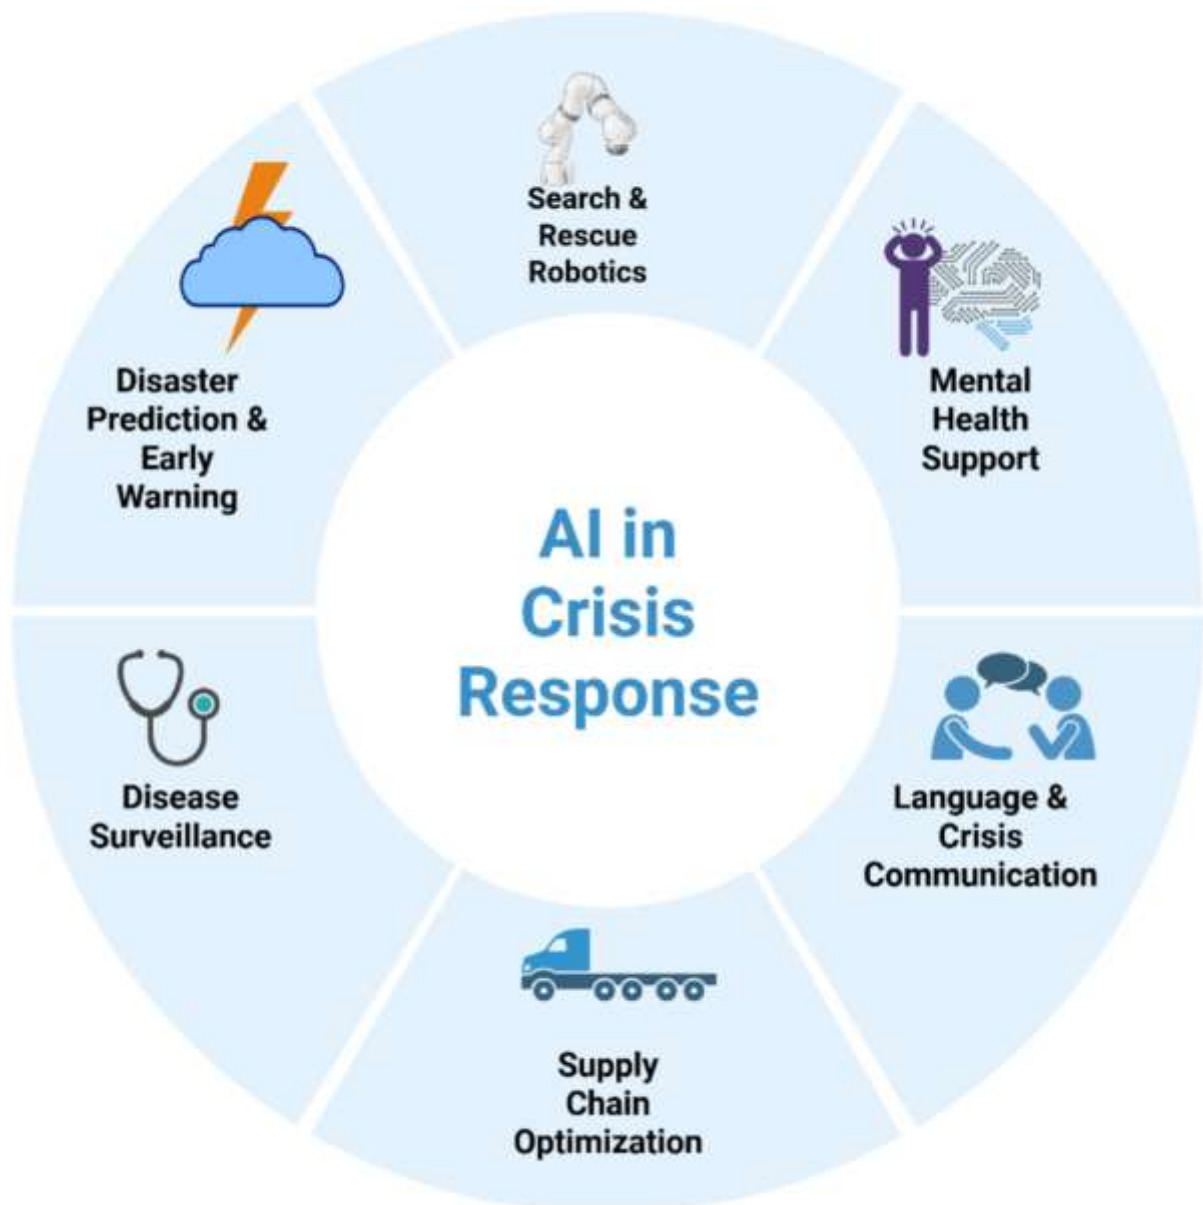 Search &
Rescue
Robotics
Mental
Health
Support
Language &
Crisis
Communication
Supply
Chain
Optimization
Disease
Surveillance
Disaster
Prediction &
Early
Warning
AI in
Crisis
Response